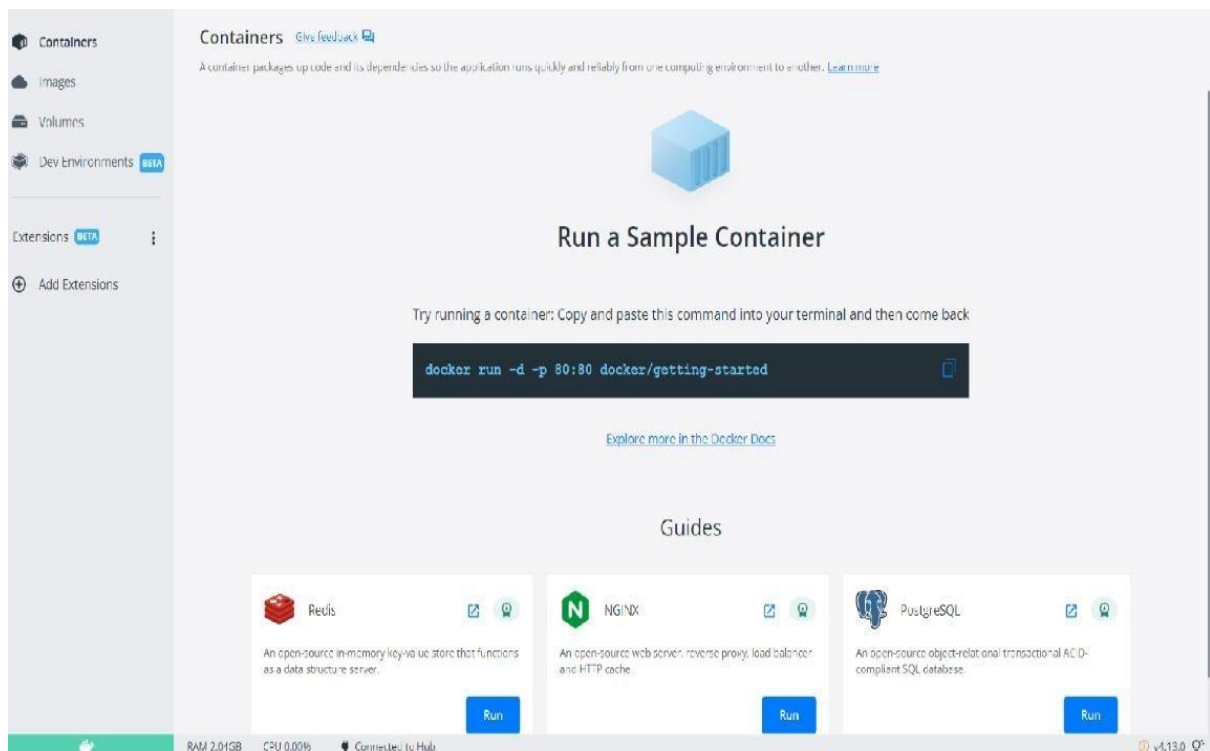 Containers
Images
Volumes
Dev Environments BETA
Extensions BETA
Add Extensions
Containers Give feedback
A container packages up code and its dependencies so the application runs quickly and reliably from one computing environment to another. Learn more
Run a Sample Container
Try running a container: Copy and paste this command into your terminal and then come back
docker run -d -p 80:80 docker/getting-started
Explore more in the Docker Docs
Guides
Redis
An open-source in-memory key-value store that functions
as a data structure server.
Run
NGINX
An open-source web server, reverse proxy, load balancer
and HTTP cache
Run
PostgreSQL
An open-source object-relational transactional ACID-
compliant SQL database.
Run
RAM 2.01GB CPU 0.00% Connected to Hub
v4.13.0